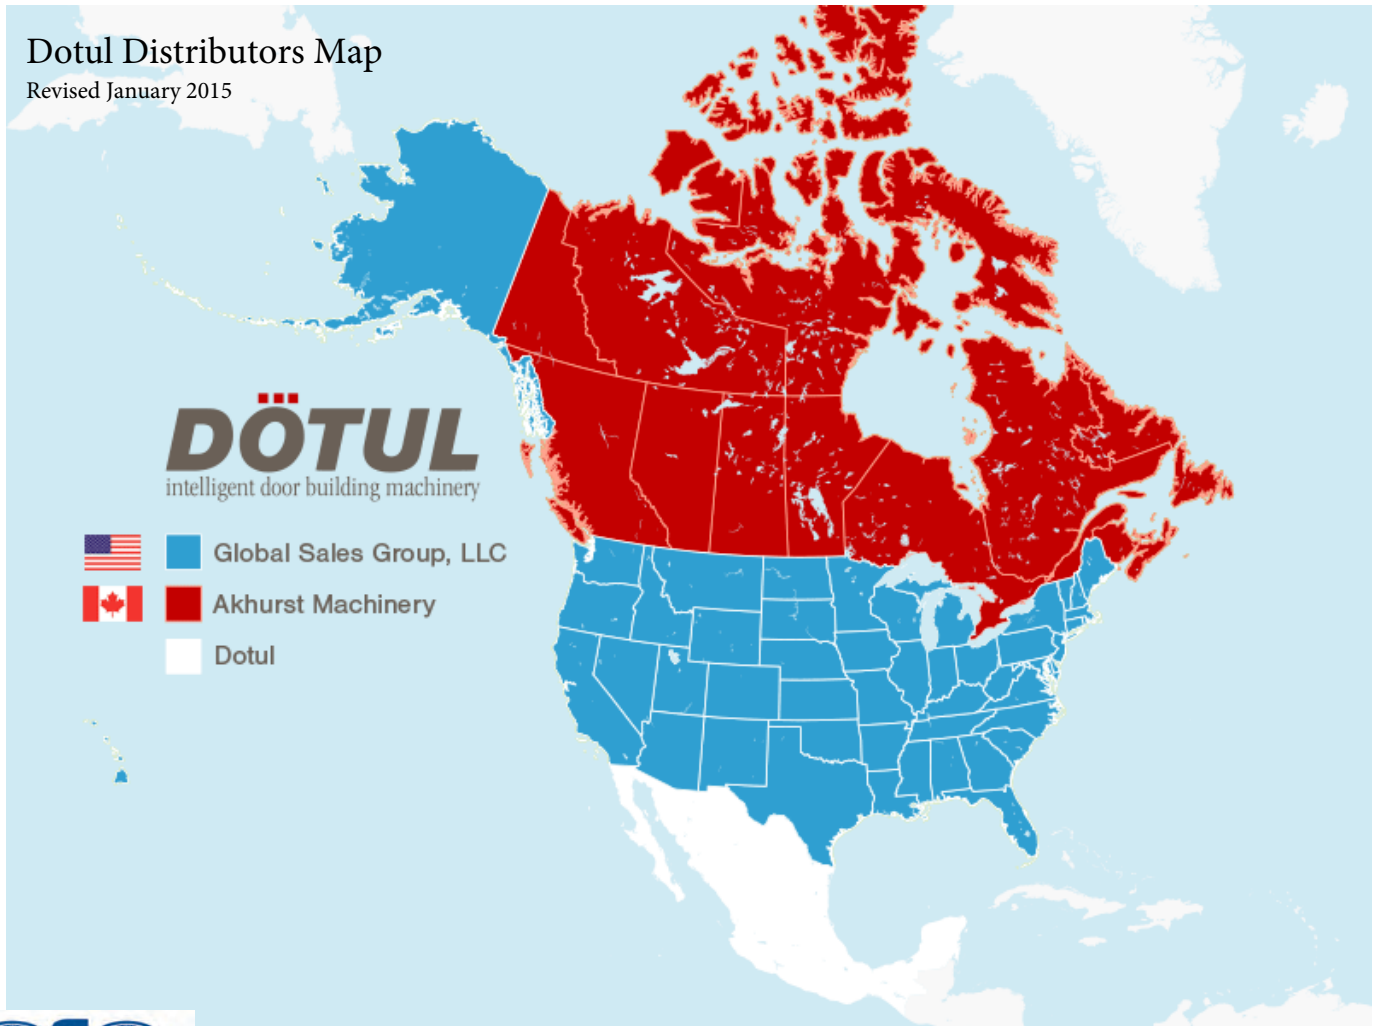 Dotul Distributors Map
Revised January 2015
DÖTUL
intelligent door building machinery
Global Sales Group, LLC
Akhurst Machinery
Dotul